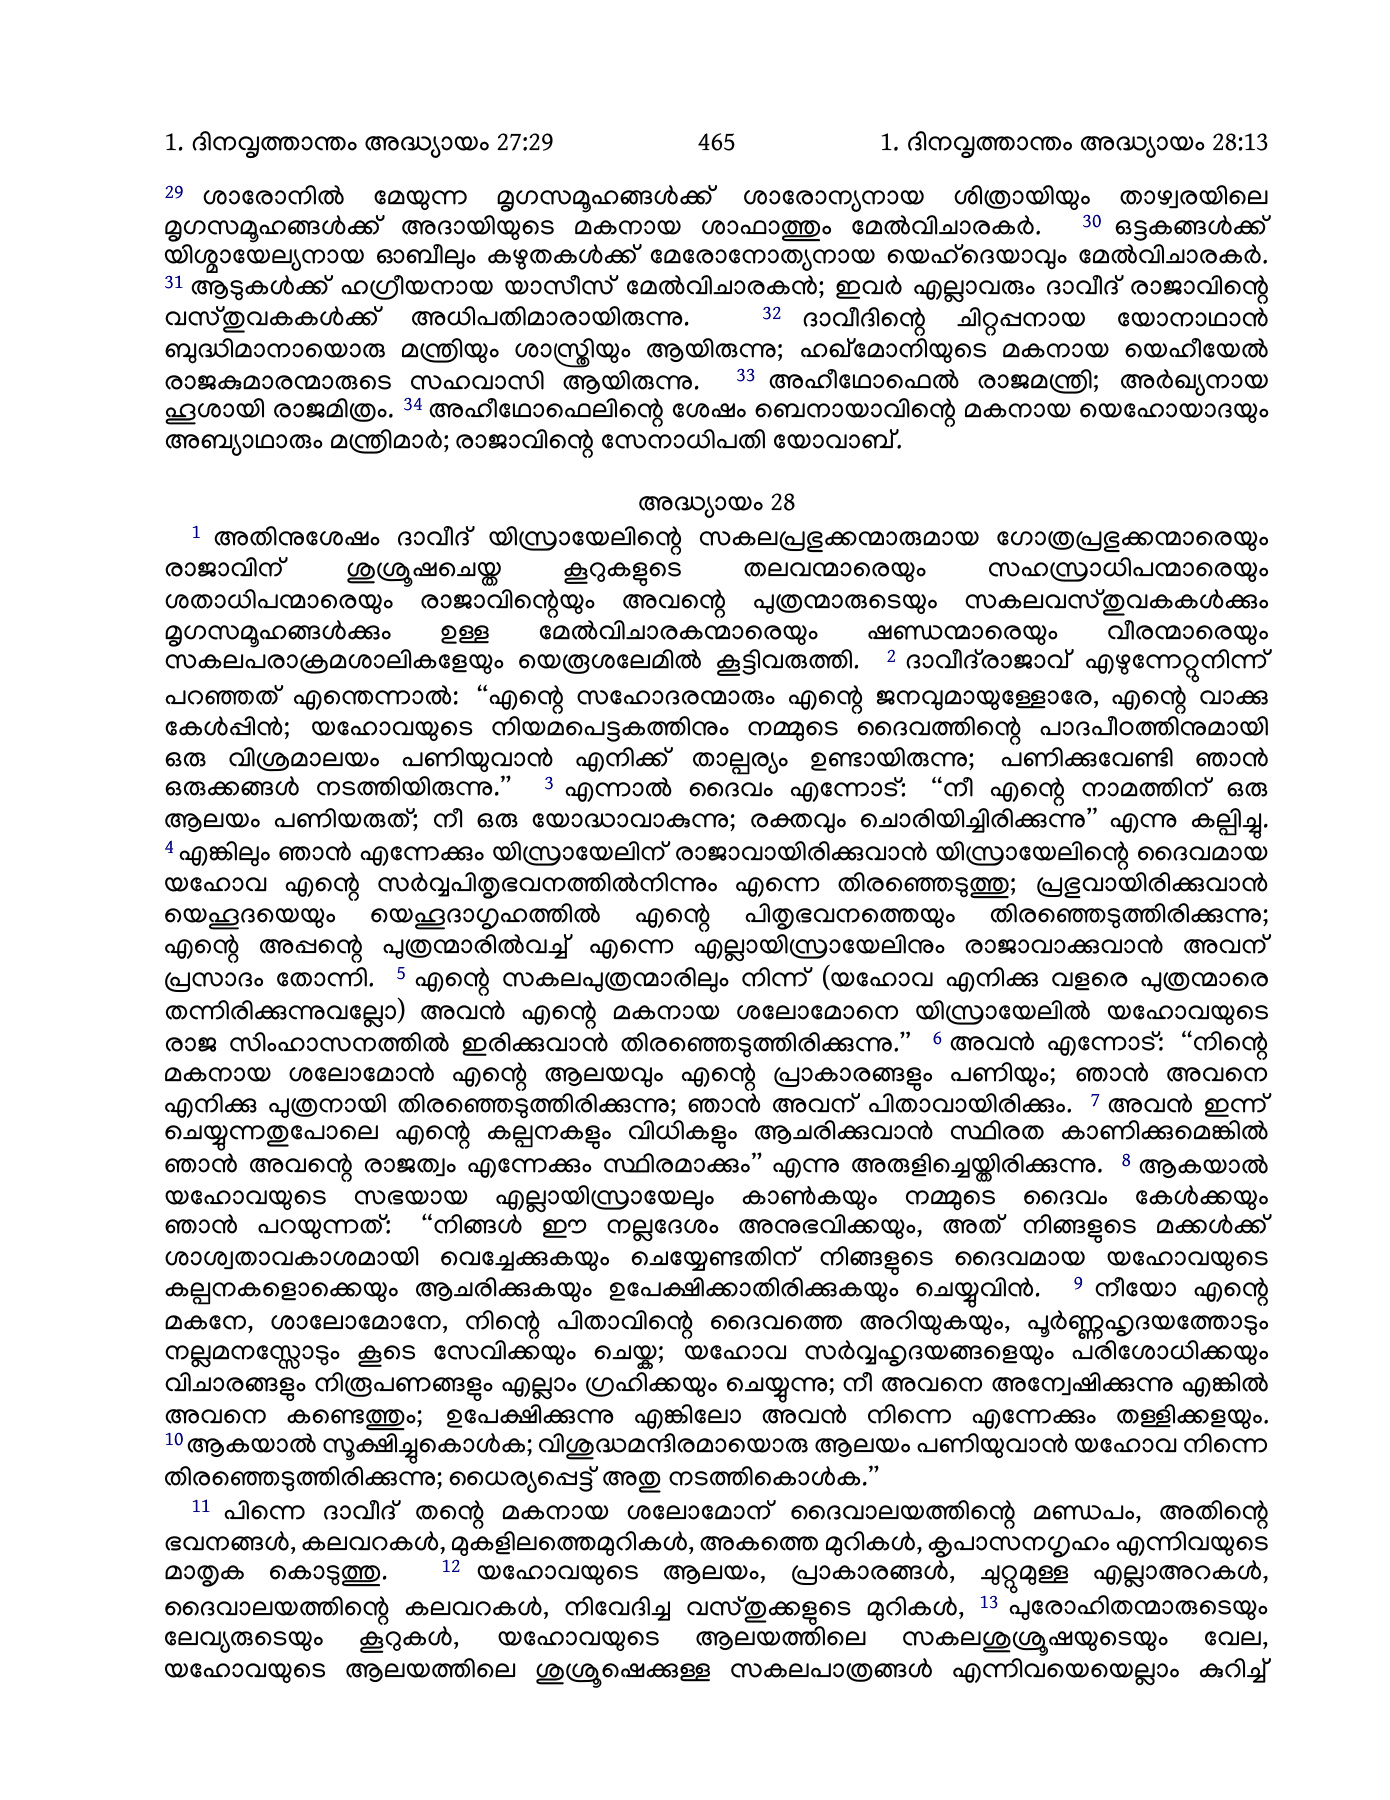 1. ദിനവൃത്താന്തം അദ്ധ്യായം 27:29 465 1. ദിനവൃത്താന്തം അദ്ധ്യായം 28:13
29 ശാരോനിൽ മേയുന്ന മൃഗസമൂഹങ്ങൾക്ക് ശാരോന്യനായ ശിത്രായിയും താഴ്വരയിലെ
മൃഗസമൂഹങ്ങൾക്ക് അദായിയുടെ മകനായ ശാഫാത്തും മേൽവിചാരകർ. 30 ഒട്ടകങ്ങൾക്ക്
യിശ്മായേല്യനായ ഓബീലും കഴുതകൾക്ക് മേരോനോത്യനായ യെഹ്ദെയാവും മേൽവിചാരകർ.
31 ആടുകൾക്ക് ഹഗ്രീയനായ യാസീസ് മേൽവിചാരകൻ; ഇവർ എല്ലാവരും ദാവീദ് രാജാവിന്റെ
വസ്തുവകകൾക്ക് അധിപതിമാരായിരുന്നു. 32 ദാവീദിന്റെ ചിറ്റപ്പനായ യോനാഥാൻ
ബുദ്ധിമാനായൊരു മന്ത്രിയും ശാസ്ത്രിയും ആയിരുന്നു; ഹഖ്മോനിയുടെ മകനായ യെഹീയേൽ
രാജകുമാരന്മാരുടെ സഹവാസി ആയിരുന്നു. 33 അഹീഥോഫെൽ രാജമന്ത്രി; അർഖ്യനായ
ഹൂശായി രാജമിത്രം. 34 അഹീഥോഫെലിന്റെ ശേഷം ബെനായാവിന്റെ മകനായ യെഹോയാദയും
അബ്യാഥാരും മന്ത്രിമാർ; രാജാവിന്റെ സേനാധിപതി യോവാബ്.
അദ്ധ്യായം 28
1 അതിനുശേഷം ദാവീദ് യിസ്രായേലിന്റെ സകലപ്രഭുക്കന്മാരുമായ ഗോത്രപ്രഭുക്കന്മാരെയും
രാജാവിന് ശുശ്രൂഷചെയ്ത കൂറുകളുടെ തലവന്മാരെയും സഹസ്രാധിപന്മാരെയും
ശതാധിപന്മാരെയും രാജാവിന്റെയും അവന്റെ പുത്രന്മാരുടെയും സകലവസ്തുവകകൾക്കും
മൃഗസമൂഹങ്ങൾക്കും ഉള്ള മേൽവിചാരകന്മാരെയും ഷണ്ഡന്മാരെയും വീരന്മാരെയും
സകലപരാക്രമശാലികളേയും യെരൂശലേമിൽ കൂട്ടിവരുത്തി. 2 ദാവീദ്‌രാജാവ് എഴുന്നേറ്റുനിന്ന്
പറഞ്ഞത് എന്തെന്നാൽ: “എന്റെ സഹോദരന്മാരും എന്റെ ജനവുമായുള്ളോരേ, എന്റെ വാക്കു
കേൾപ്പിൻ; യഹോവയുടെ നിയമപെട്ടകത്തിനും നമ്മുടെ ദൈവത്തിന്റെ പാദപീഠത്തിനുമായി
ഒരു വിശ്രമാലയം പണിയുവാൻ എനിക്ക് താല്പര്യം ഉണ്ടായിരുന്നു; പണിക്കുവേണ്ടി ഞാൻ
ഒരുക്കങ്ങൾ നടത്തിയിരുന്നു.” 3 എന്നാൽ ദൈവം എന്നോട്: “നീ എന്റെ നാമത്തിന് ഒരു
ആലയം പണിയരുത്; നീ ഒരു യോദ്ധാവാകുന്നു; രക്തവും ചൊരിയിച്ചിരിക്കുന്നു” എന്നു കല്പിച്ചു.
4 എങ്കിലും ഞാൻ എന്നേക്കും യിസ്രായേലിന് രാജാവായിരിക്കുവാൻ യിസ്രായേലിന്റെ ദൈവമായ
യഹോവ എന്റെ സർവ്വപിതൃഭവനത്തിൽനിന്നും എന്നെ തിരഞ്ഞെടുത്തു; പ്രഭുവായിരിക്കുവാൻ
യെഹൂദയെയും യെഹൂദാഗൃഹത്തിൽ എന്റെ പിതൃഭവനത്തെയും തിരഞ്ഞെടുത്തിരിക്കുന്നു;
എന്റെ അപ്പന്റെ പുത്രന്മാരിൽവച്ച് എന്നെ എല്ലായിസ്രായേലിനും രാജാവാക്കുവാൻ അവന്
പ്രസാദം തോന്നി. 5 എന്റെ സകലപുത്രന്മാരിലും നിന്ന് (യഹോവ എനിക്കു വളരെ പുത്രന്മാരെ
തന്നിരിക്കുന്നുവല്ലോ) അവൻ എന്റെ മകനായ ശലോമോനെ യിസ്രായേലിൽ യഹോവയുടെ
രാജ സിംഹാസനത്തിൽ ഇരിക്കുവാൻ തിരഞ്ഞെടുത്തിരിക്കുന്നു.” 6 അവൻ എന്നോട്: “നിന്റെ
മകനായ ശലോമോൻ എന്റെ ആലയവും എന്റെ പ്രാകാരങ്ങളും പണിയും; ഞാൻ അവനെ
എനിക്കു പുത്രനായി തിരഞ്ഞെടുത്തിരിക്കുന്നു; ഞാൻ അവന് പിതാവായിരിക്കും. 7 അവൻ ഇന്ന്
ചെയ്യുന്നതുപോലെ എന്റെ കല്പനകളും വിധികളും ആചരിക്കുവാൻ സ്ഥിരത കാണിക്കുമെങ്കിൽ
ഞാൻ അവന്റെ രാജത്വം എന്നേക്കും സ്ഥിരമാക്കും” എന്നു അരുളിച്ചെയ്തിരിക്കുന്നു. 8 ആകയാൽ
യഹോവയുടെ സഭയായ എല്ലായിസ്രായേലും കാൺകയും നമ്മുടെ ദൈവം കേൾക്കയും
ഞാൻ പറയുന്നത്: “നിങ്ങൾ ഈ നല്ലദേശം അനുഭവിക്കയും, അത് നിങ്ങളുടെ മക്കൾക്ക്
ശാശ്വതാവകാശമായി വെച്ചേക്കുകയും ചെയ്യേണ്ടതിന് നിങ്ങളുടെ ദൈവമായ യഹോവയുടെ
കല്പനകളൊക്കെയും ആചരിക്കുകയും ഉപേക്ഷിക്കാതിരിക്കുകയും ചെയ്യുവിൻ. 9 നീയോ എന്റെ
മകനേ, ശാലോമോനേ, നിന്റെ പിതാവിന്റെ ദൈവത്തെ അറിയുകയും, പൂർണ്ണഹൃദയത്തോടും
നല്ലമനസ്സോടും കൂടെ സേവിക്കയും ചെയ്ക; യഹോവ സർവ്വഹൃദയങ്ങളെയും പരിശോധിക്കയും
വിചാരങ്ങളും നിരൂപണങ്ങളും എല്ലാം ഗ്രഹിക്കയും ചെയ്യുന്നു; നീ അവനെ അന്വേഷിക്കുന്നു എങ്കിൽ
അവനെ കണ്ടെത്തും; ഉപേക്ഷിക്കുന്നു എങ്കിലോ അവൻ നിന്നെ എന്നേക്കും തള്ളിക്കളയും.
10 ആകയാൽ സൂക്ഷിച്ചുകൊൾക; വിശുദ്ധമന്ദിരമായൊരു ആലയം പണിയുവാൻ യഹോവ നിന്നെ
തിരഞ്ഞെടുത്തിരിക്കുന്നു; ധൈര്യപ്പെട്ട് അതു നടത്തികൊൾക.”
11 പിന്നെ ദാവീദ് തന്റെ മകനായ ശലോമോന് ദൈവാലയത്തിന്റെ മണ്ഡപം, അതിന്റെ
ഭവനങ്ങൾ, കലവറകൾ, മുകളിലത്തെമുറികൾ, അകത്തെ മുറികൾ, കൃപാസനഗൃഹം എന്നിവയുടെ
മാതൃക കൊടുത്തു. 12 യഹോവയുടെ ആലയം, പ്രാകാരങ്ങൾ, ചുറ്റുമുള്ള എല്ലാഅറകൾ,
ദൈവാലയത്തിന്റെ കലവറകൾ, നിവേദിച്ച വസ്തുക്കളുടെ മുറികൾ, 13 പുരോഹിതന്മാരുടെയും
ലേവ്യരുടെയും കൂറുകൾ, യഹോവയുടെ ആലയത്തിലെ സകലശുശ്രൂഷയുടെയും വേല,
യഹോവയുടെ ആലയത്തിലെ ശുശ്രൂഷെക്കുള്ള സകലപാത്രങ്ങൾ എന്നിവയെയെല്ലാം കുറിച്ച്